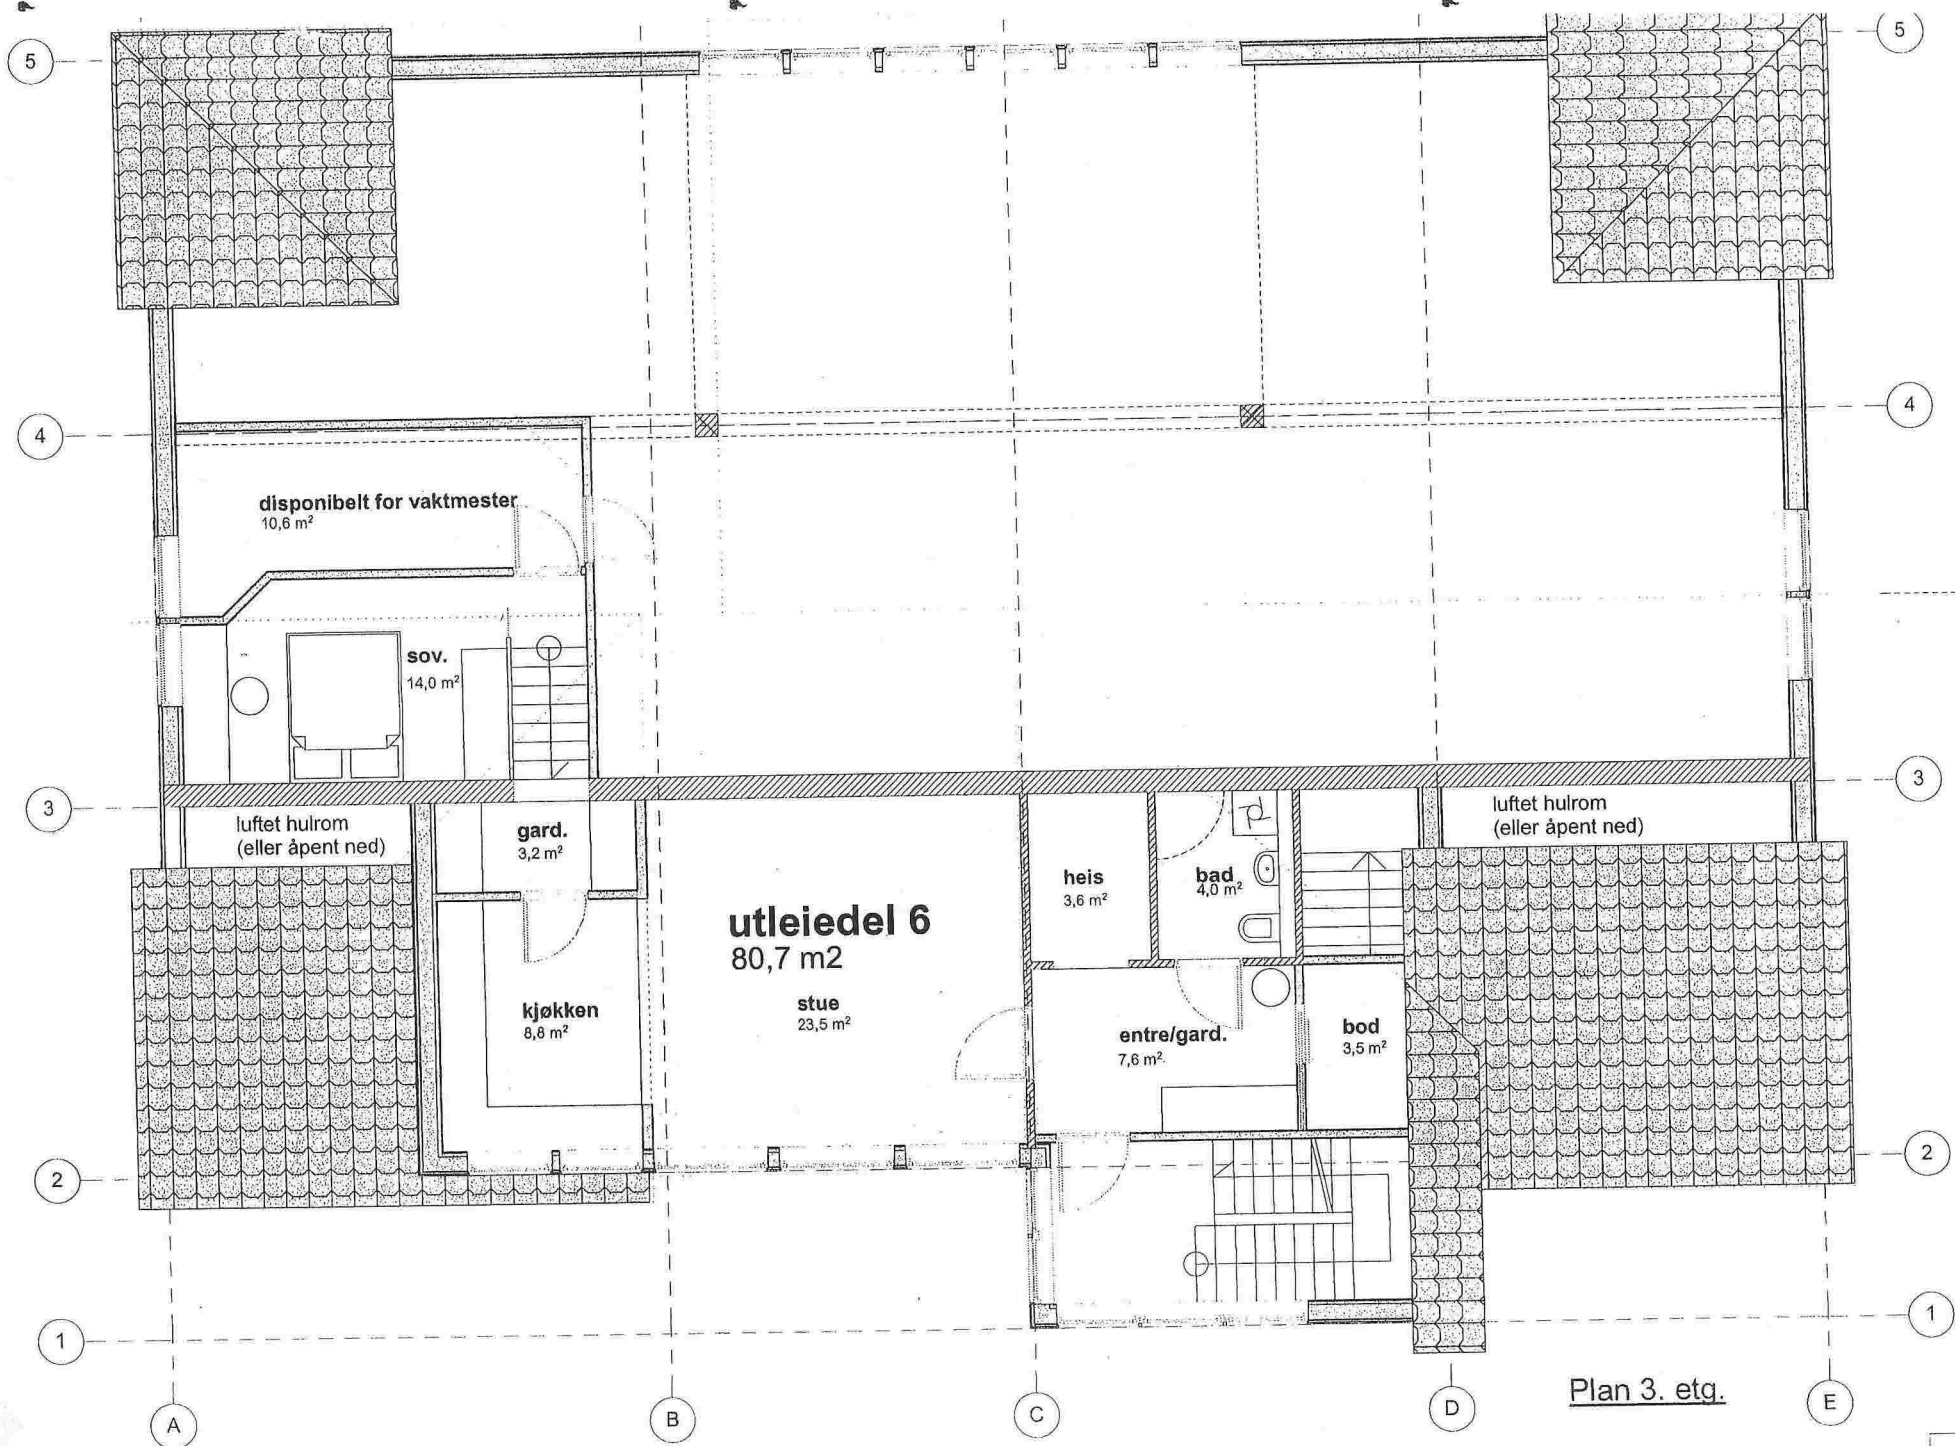 5
5
4
4
disponibelt for vaktmester
10,6 m²
sov.
14,0 m²
3
3
luftet hulrom
(eller åpent ned)
gard.
3,2 m²
luftet hulrom
(eller åpent ned)
heis
3,6 m²
bad
4,0 m²
utleiedel 6
80,7 m2
stue
23,5 m²
kjøkken
8,8 m²
entre/gard.
7,6 m²
bod
3,5 m²
2
2
1
1
Plan 3. etg.
A
B
C
D
E